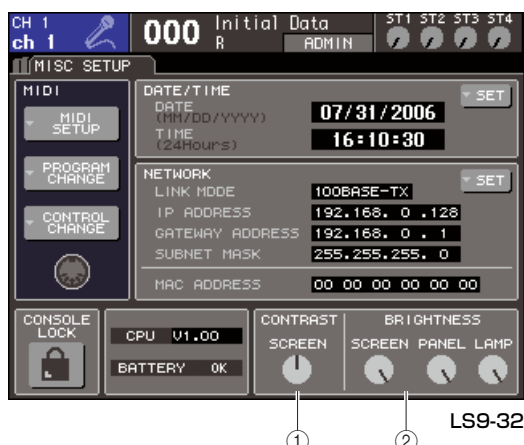 CH 1
ch 1
000 Initial Data
R ADMIN
ST1 ST2 ST3 ST4
MISC SETUP
MIDI
MIDI SETUP
PROGRAM CHANGE
CONTROL CHANGE
DATE/TIME
SET
DATE (MM/DD/YYYY) 07/31/2006
TIME (24Hours) 16:10:30
NETWORK
SET
LINK MODE 100BASE-TX
IP ADDRESS 192.168. 0 .128
GATEWAY ADDRESS 192.168. 0 . 1
SUBNET MASK 255.255.255. 0
MAC ADDRESS 00 00 00 00 00 00
CONSOLE LOCK
CPU V1.00
BATTERY OK
CONTRAST
SCREEN
BRIGHTNESS
SCREEN PANEL LAMP
LS9-32
① ②